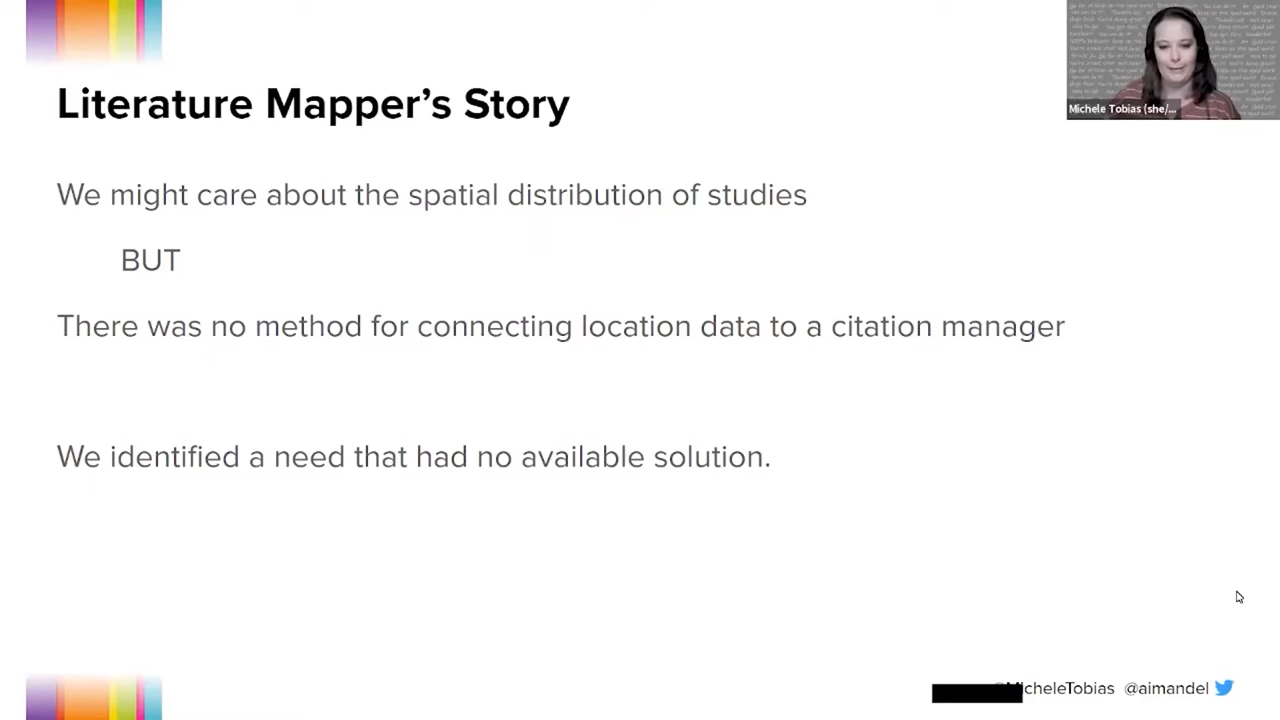 Literature Mapper's Story
Michele Tobias (she/...
We might care about the spatial distribution of studies
BUT
There was no method for connecting location data to a citation manager
We identified a need that had no available solution.
@MicheleTobias @aimandel